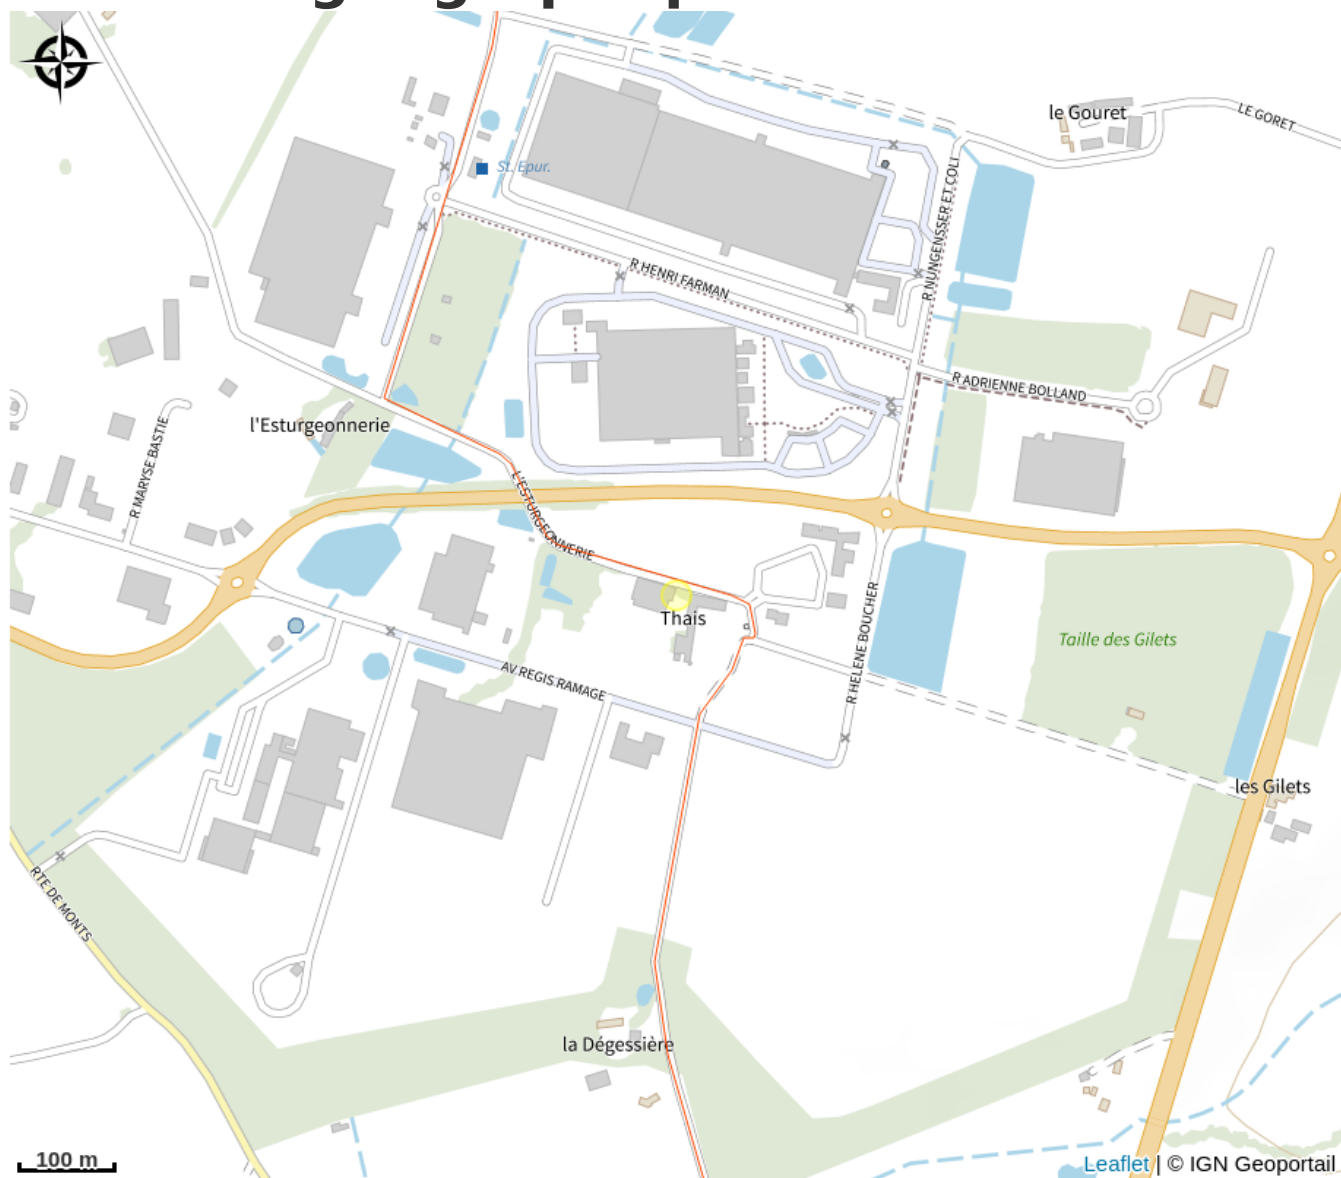 le Gouret
LE GORET
St. Epur.
R NUNGENSSER ET COLI
R HENRI FARMAN
R ADRIENNE BOLLAND
l'Esturgeonnerie
R MARYSE BASTIE
L'ESTURGEONNERIE
Thais
R HELENE BOUCHER
Taille des Gilets
AV REGIS RAMAGE
les Gilets
RTE DE MONTS
la Dégessière
100 m
Leaflet | © IGN Geoportail